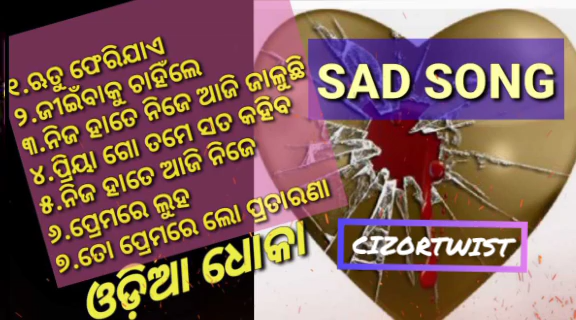 ୧.ଋତୁ ଫେରିଯାଏ
୨.ଜୀଇଁବାକୁ ଚାହିଁଲେ
୩.ନିଜ ହାତେ ନିଜେ ଆଜି ଜାଳୁଛି
୪.ପ୍ରିୟା ଗୋ ତମେ ସତ କହିବ
୫.ନିଜ ହାତେ ଆଜି ନିଜେ
୬.ପ୍ରେମରେ ଲୁହ
୭.ତୋ ପ୍ରେମରେ ଲୋ ପ୍ରତାରଣା
ଓଡ଼ିଆ ଧୋକା
SAD SONG
CIZORTWIST